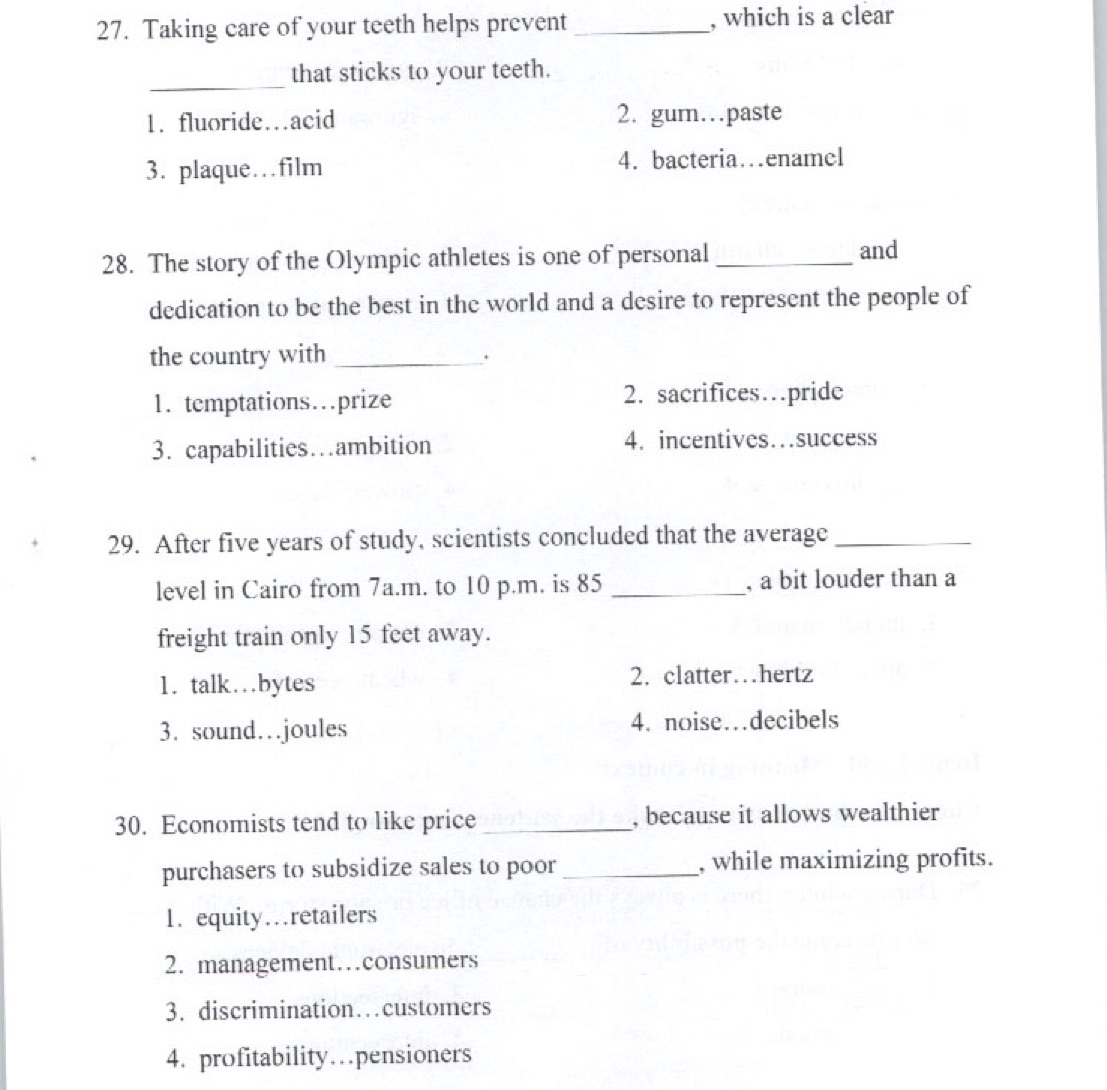 27. Taking care of your teeth helps prevent __________, which is a clear
__________ that sticks to your teeth.
1. fluoride…acid 2. gum…paste
3. plaque…film 4. bacteria…enamel
28. The story of the Olympic athletes is one of personal __________ and
dedication to be the best in the world and a desire to represent the people of
the country with __________.
1. temptations…prize 2. sacrifices…pride
3. capabilities…ambition 4. incentives…success
29. After five years of study, scientists concluded that the average __________
level in Cairo from 7a.m. to 10 p.m. is 85 __________, a bit louder than a
freight train only 15 feet away.
1. talk…bytes 2. clatter…hertz
3. sound…joules 4. noise…decibels
30. Economists tend to like price __________, because it allows wealthier
purchasers to subsidize sales to poor __________, while maximizing profits.
1. equity…retailers
2. management…consumers
3. discrimination…customers
4. profitability…pensioners